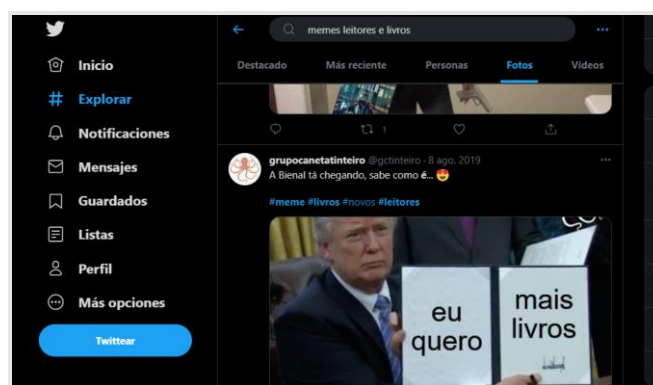 memes leitores e livros
Destacado
Más reciente
Personas
Fotos
Videos
Inicio
Explorar
Notificaciones
Mensajes
Guardados
Listas
Perfil
Más opciones
Twittear
1
grupocanetatinteiro @gctinteiro · 8 ago. 2019
A Bienal tá chegando, sabe como é... 😍
#meme #livros #novos #leitores
eu
quero
mais
livros